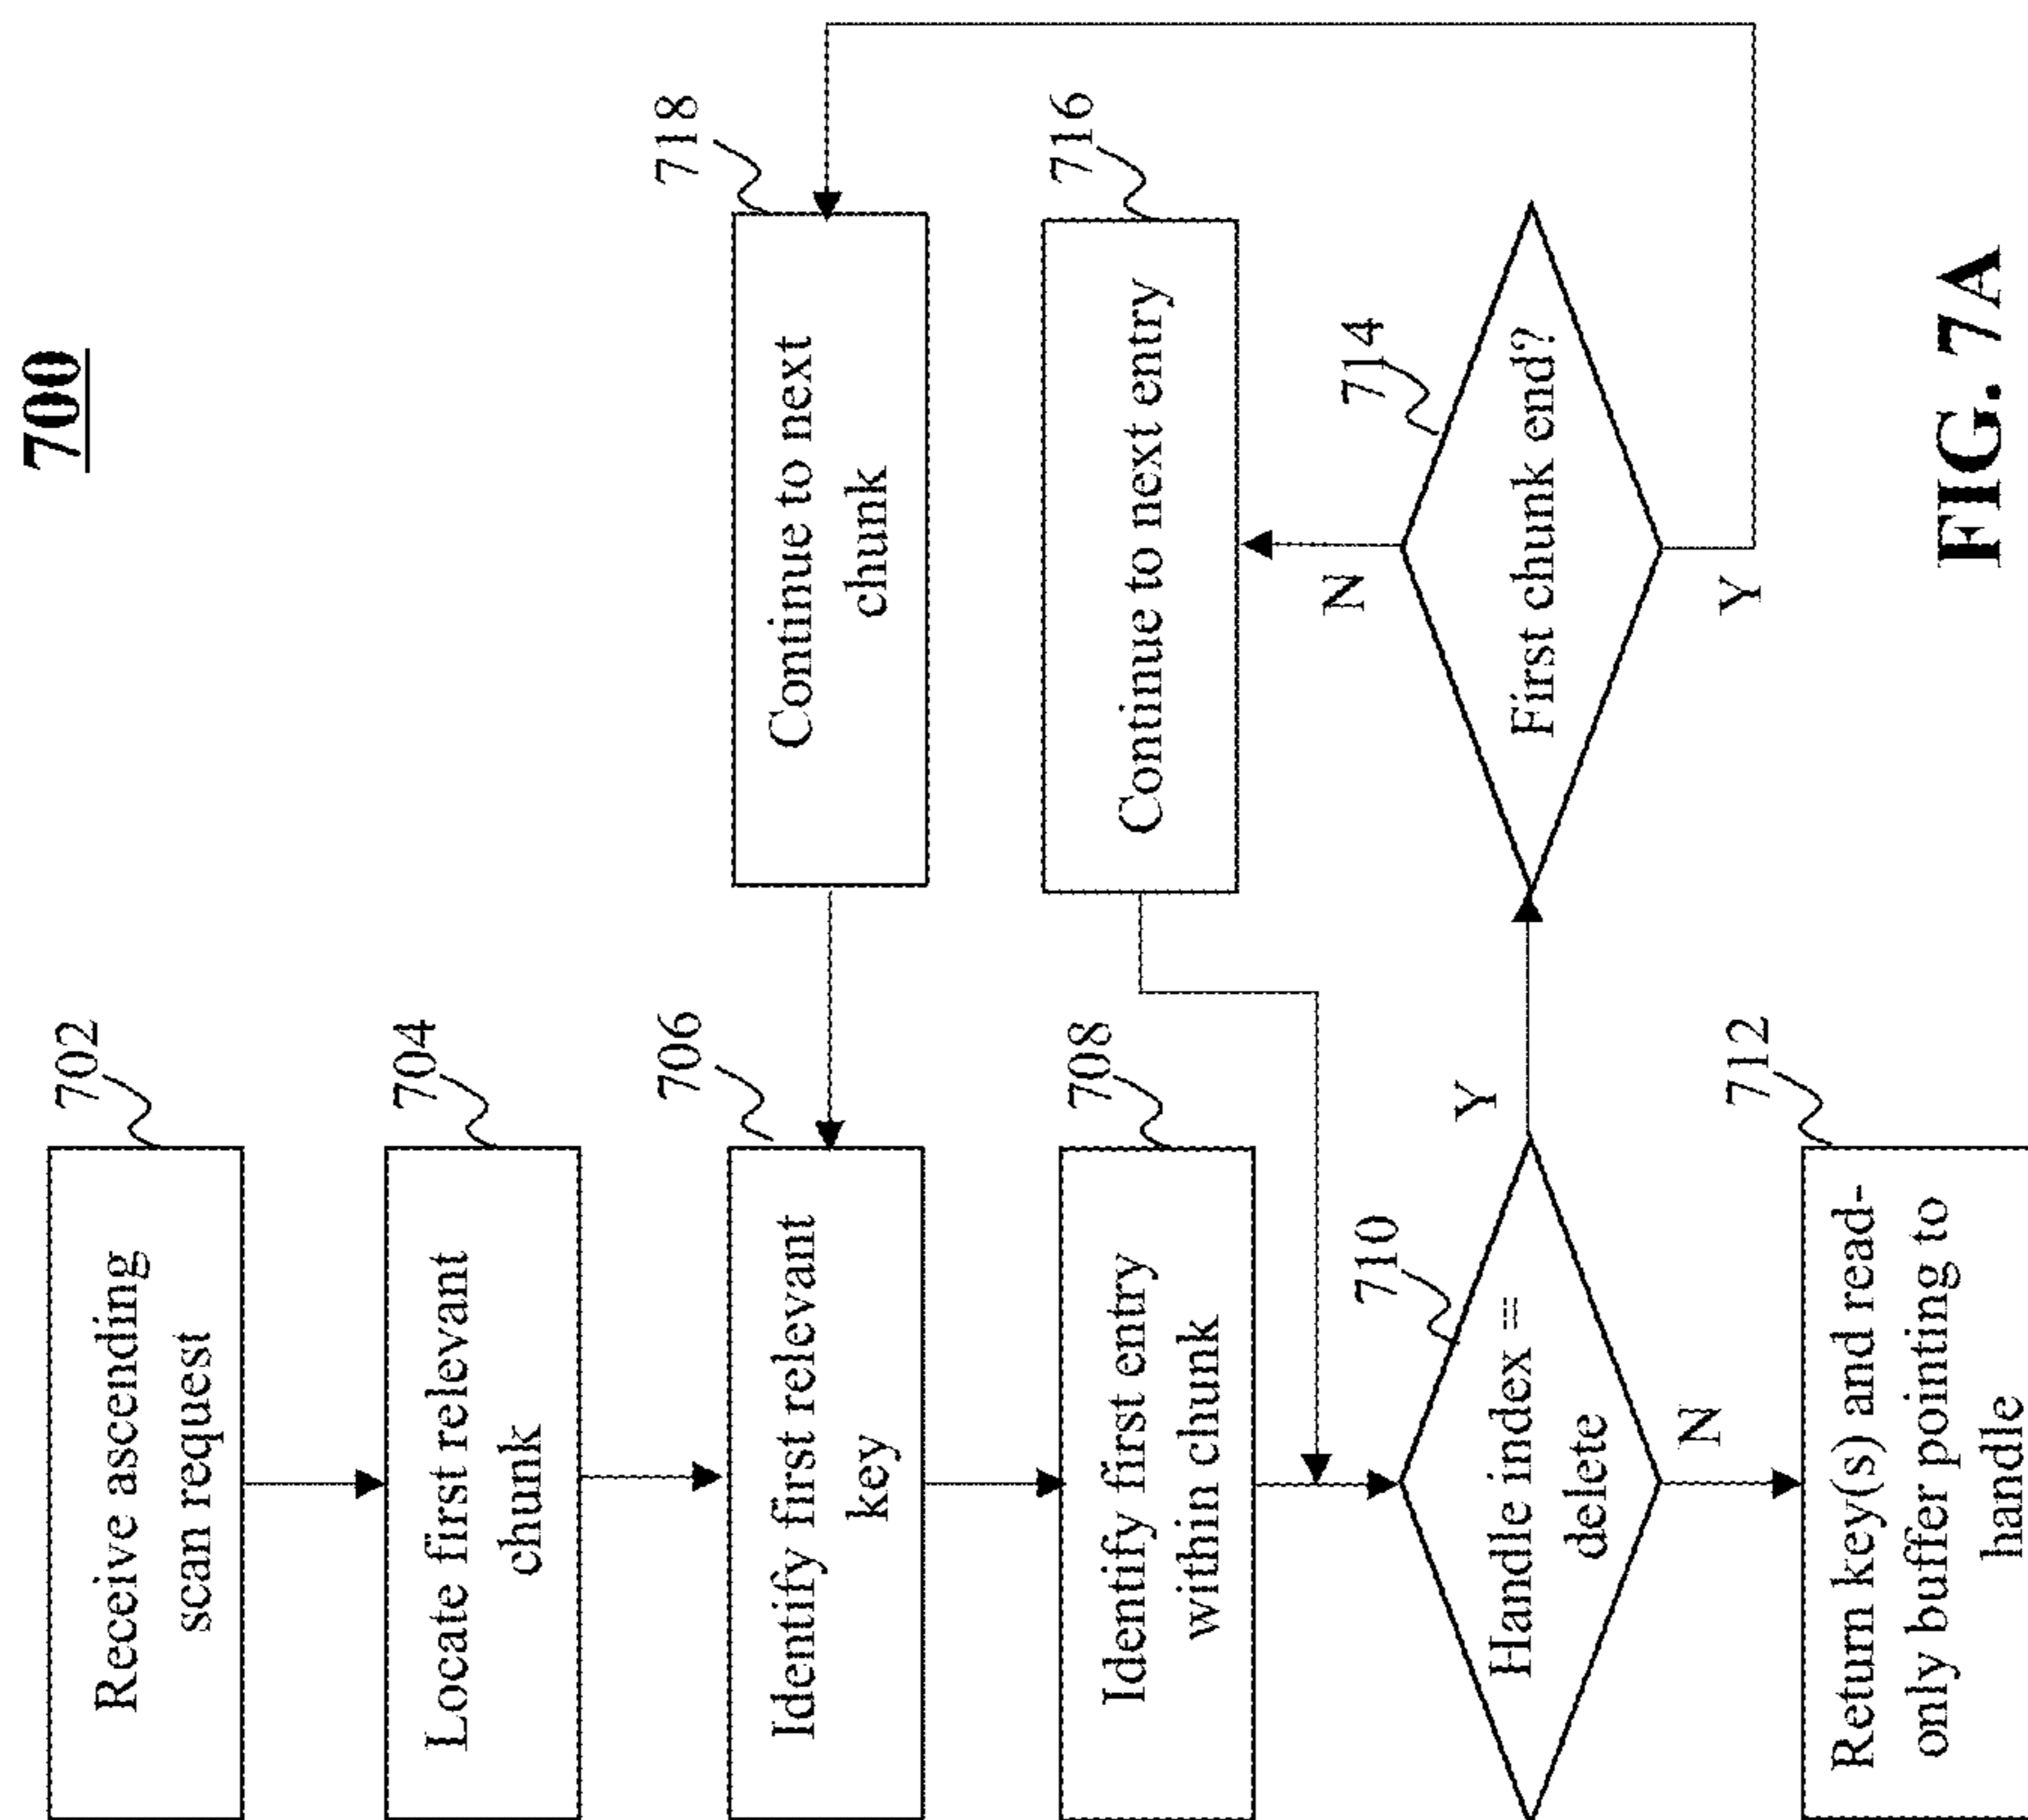 700
702
Receive ascending
scan request
704
Locate first relevant
chunk
706
Identify first relevant
key
718
Continue to next
chunk
708
Identify first entry
within chunk
716
Continue to next entry
710
Handle index ==
delete
Y
N
714
First chunk end?
N
Y
712
Return key(s) and read-
only buffer pointing to
handle
FIG. 7A